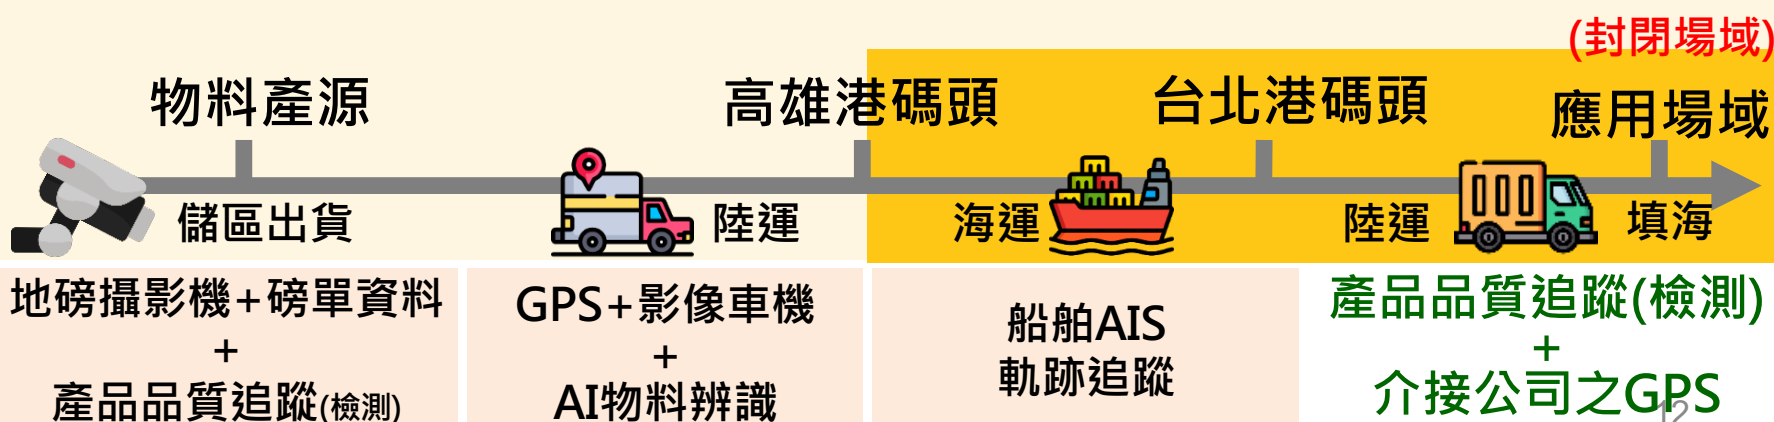 (封閉場域)
物料產源
高雄港碼頭
台北港碼頭
應用場域
儲區出貨
陸運
海運
陸運
填海
地磅攝影機+磅單資料
+
產品品質追蹤(檢測)
GPS+影像車機
+
AI物料辨識
船舶AIS
軌跡追蹤
產品品質追蹤(檢測)
+
介接公司之GPS
12